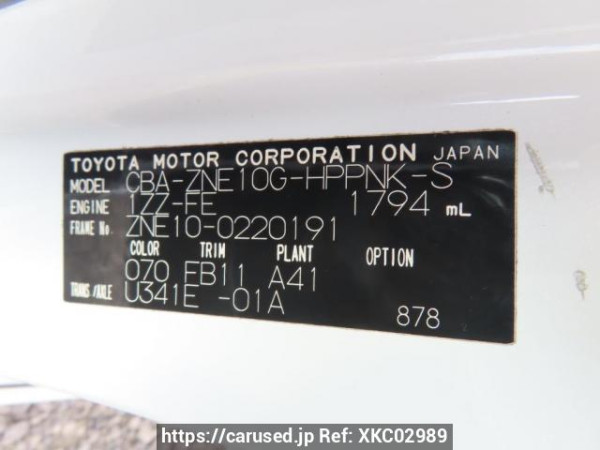 TOYOTA MOTOR CORPORATION JAPAN
MODEL CBA-ZNE10G-HPPNK-S
ENGINE 1ZZ-FE 1794 mL
FRAME No. ZNE10-0220191
COLOR TRIM PLANT OPTION
070 FB11 A41
TRANS/AXLE U341E -01A
878
https://carused.jp Ref: XKC02989